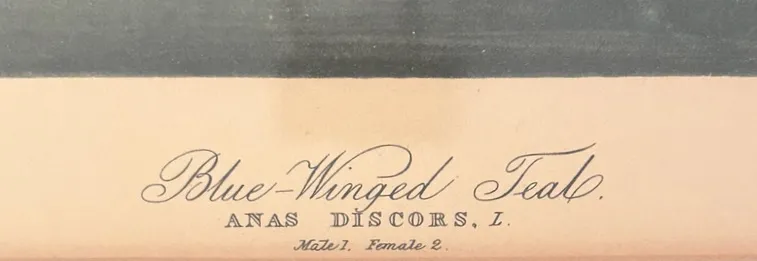 Blue-Winged Teal.
ANAS DISCORS, L.
Male 1. Female 2.